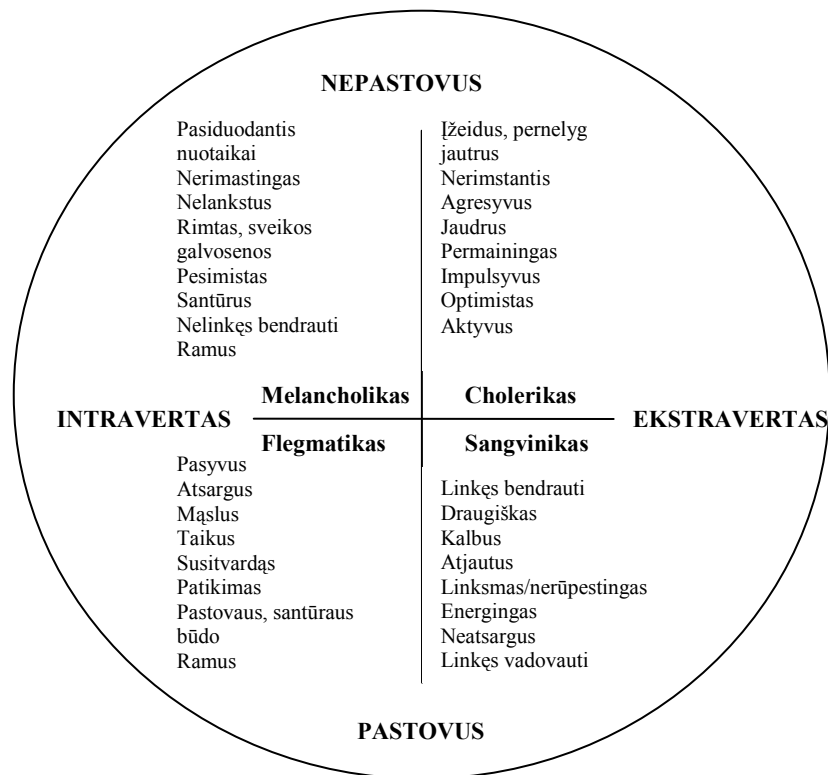 NEPASTOVUS
Pasiduodantis
nuotaikai
Nerimastingas
Nelankstus
Rimtas, sveikos
galvosenos
Pesimistas
Santūrus
Nelinkęs bendrauti
Ramus
Įžeidus, pernelyg
jautrus
Nerimstantis
Agresyvus
Jaudrus
Permainingas
Impulsyvus
Optimistas
Aktyvus
Melancholikas
Cholerikas
INTRAVERTAS
EKSTRAVERTAS
Flegmatikas
Sangvinikas
Pasyvus
Atsargus
Mąslus
Taikus
Susitvardąs
Patikimas
Pastovaus, santūraus
būdo
Ramus
Linkęs bendrauti
Draugiškas
Kalbus
Atjautus
Linksmas/nerūpestingas
Energingas
Neatsargus
Linkęs vadovauti
PASTOVUS